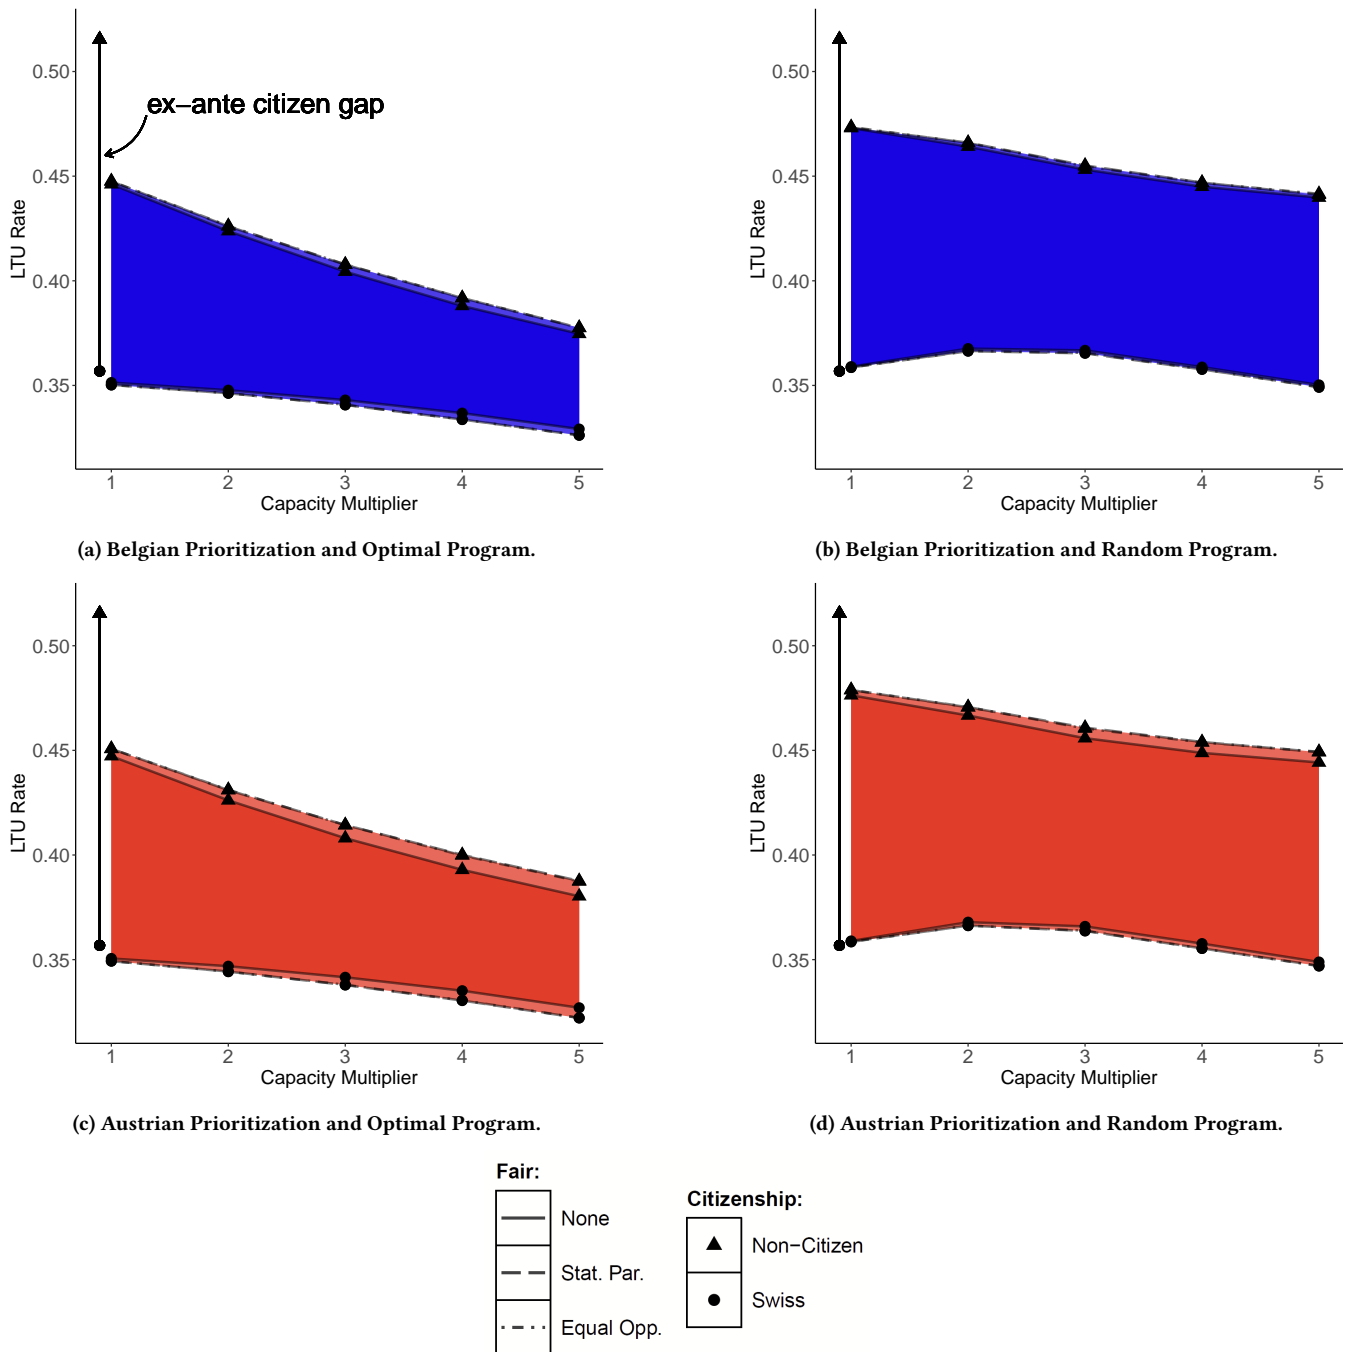 0.50
0.45
0.40
0.35
LTU Rate
ex−ante citizen gap
1 2 3 4 5
Capacity Multiplier
(a) Belgian Prioritization and Optimal Program.
0.50
0.45
0.40
0.35
LTU Rate
1 2 3 4 5
Capacity Multiplier
(b) Belgian Prioritization and Random Program.
0.50
0.45
0.40
0.35
LTU Rate
1 2 3 4 5
Capacity Multiplier
(c) Austrian Prioritization and Optimal Program.
0.50
0.45
0.40
0.35
LTU Rate
1 2 3 4 5
Capacity Multiplier
(d) Austrian Prioritization and Random Program.
Fair:
None
Stat. Par.
Equal Opp.
Citizenship:
Non−Citizen
Swiss